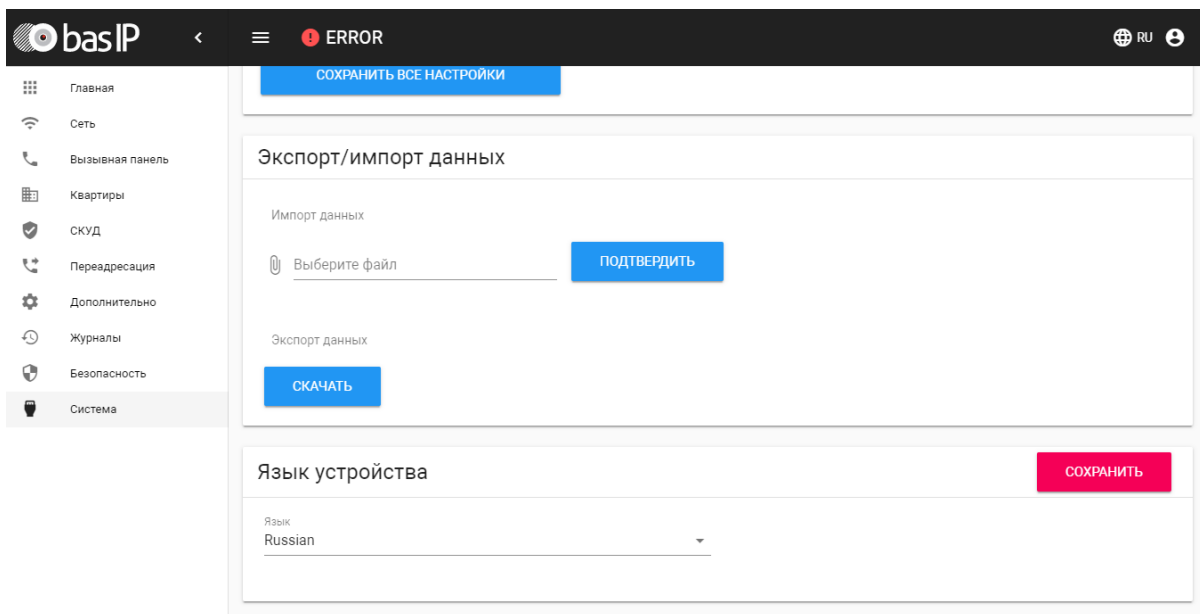 bas IP
ERROR
RU
СОХРАНИТЬ ВСЕ НАСТРОЙКИ
Главная
Сеть
Вызывная панель
Квартиры
СКУД
Переадресация
Дополнительно
Журналы
Безопасность
Система
Экспорт/импорт данных
Импорт данных
Выберите файл
ПОДТВЕРДИТЬ
Экспорт данных
СКАЧАТЬ
Язык устройства
СОХРАНИТЬ
Язык
Russian